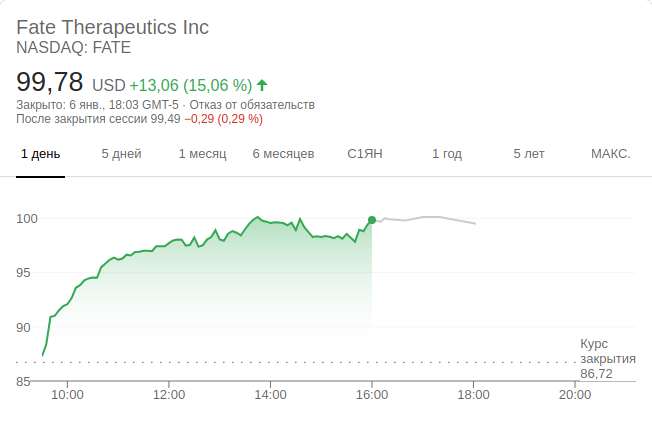 Fate Therapeutics Inc
NASDAQ: FATE
99,78 USD +13,06 (15,06 %)
Закрыто: 6 янв., 18:03 GMT-5 · Отказ от обязательств
После закрытия сессии 99,49 −0,29 (0,29 %)
1 день 5 дней 1 месяц 6 месяцев С1ЯН 1 год 5 лет МАКС.
100
95
90
Курс
закрытия
86,72
85
10:00 12:00 14:00 16:00 18:00 20:00